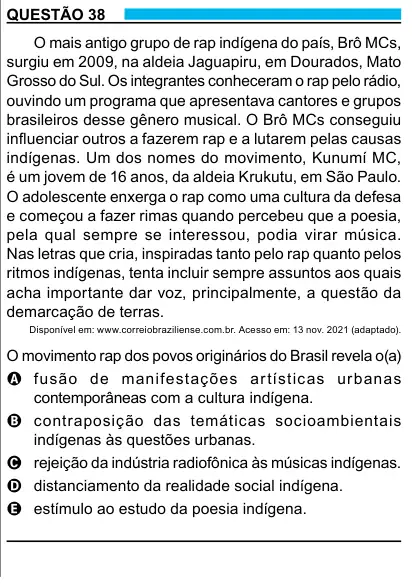 QUESTÃO 38
O mais antigo grupo de rap indígena do país, Brô MCs,
surgiu em 2009, na aldeia Jaguapiru, em Dourados, Mato
Grosso do Sul. Os integrantes conheceram o rap pelo rádio,
ouvindo um programa que apresentava cantores e grupos
brasileiros desse gênero musical. O Brô MCs conseguiu
influenciar outros a fazerem rap e a lutarem pelas causas
indígenas. Um dos nomes do movimento, Kunumí MC,
é um jovem de 16 anos, da aldeia Krukutu, em São Paulo.
O adolescente enxerga o rap como uma cultura da defesa
e começou a fazer rimas quando percebeu que a poesia,
pela qual sempre se interessou, podia virar música.
Nas letras que cria, inspiradas tanto pelo rap quanto pelos
ritmos indígenas, tenta incluir sempre assuntos aos quais
acha importante dar voz, principalmente, a questão da
demarcação de terras.
Disponível em: www.correiobraziliense.com.br. Acesso em: 13 nov. 2021 (adaptado).
O movimento rap dos povos originários do Brasil revela o(a)
A fusão de manifestações artísticas urbanas
contemporâneas com a cultura indígena.
B contraposição das temáticas socioambientais
indígenas às questões urbanas.
C rejeição da indústria radiofônica às músicas indígenas.
D distanciamento da realidade social indígena.
E estímulo ao estudo da poesia indígena.